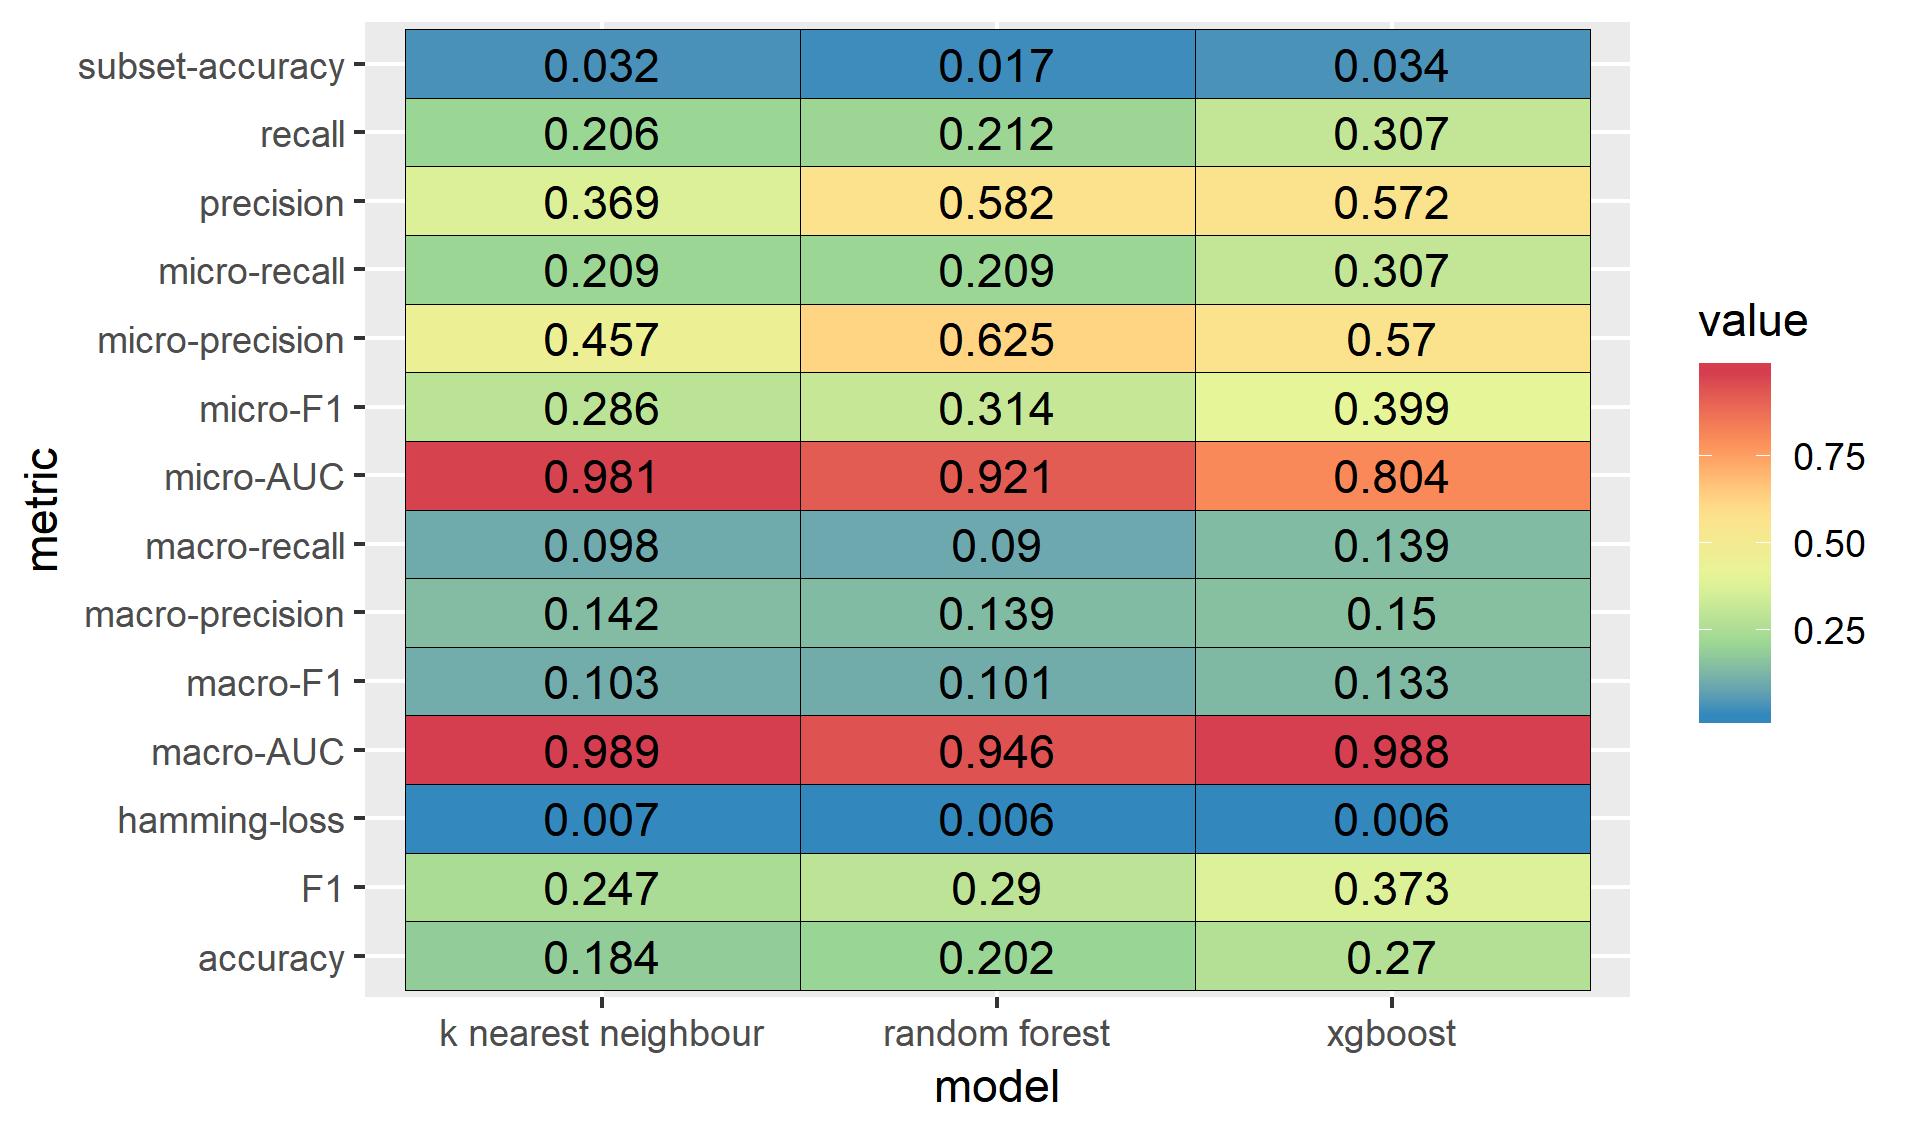 subset-accuracy 0.032 0.017 0.034
recall 0.206 0.212 0.307
precision 0.369 0.582 0.572
micro-recall 0.209 0.209 0.307
micro-precision 0.457 0.625 0.57
micro-F1 0.286 0.314 0.399
micro-AUC 0.981 0.921 0.804
macro-recall 0.098 0.09 0.139
macro-precision 0.142 0.139 0.15
macro-F1 0.103 0.101 0.133
macro-AUC 0.989 0.946 0.988
hamming-loss 0.007 0.006 0.006
F1 0.247 0.29 0.373
accuracy 0.184 0.202 0.27
k nearest neighbour random forest xgboost
model
metric
value
0.75
0.50
0.25